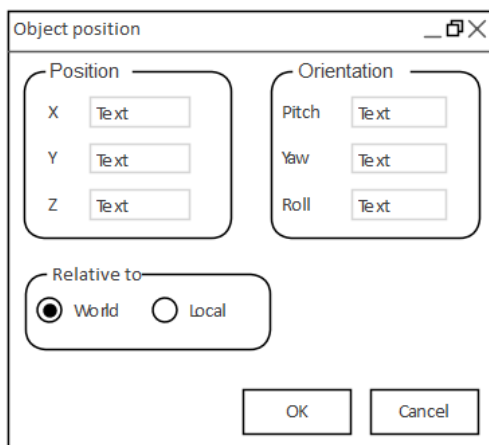 Object position
Position
X Text
Y Text
Z Text
Orientation
Pitch Text
Yaw Text
Roll Text
Relative to
World Local
OK Cancel